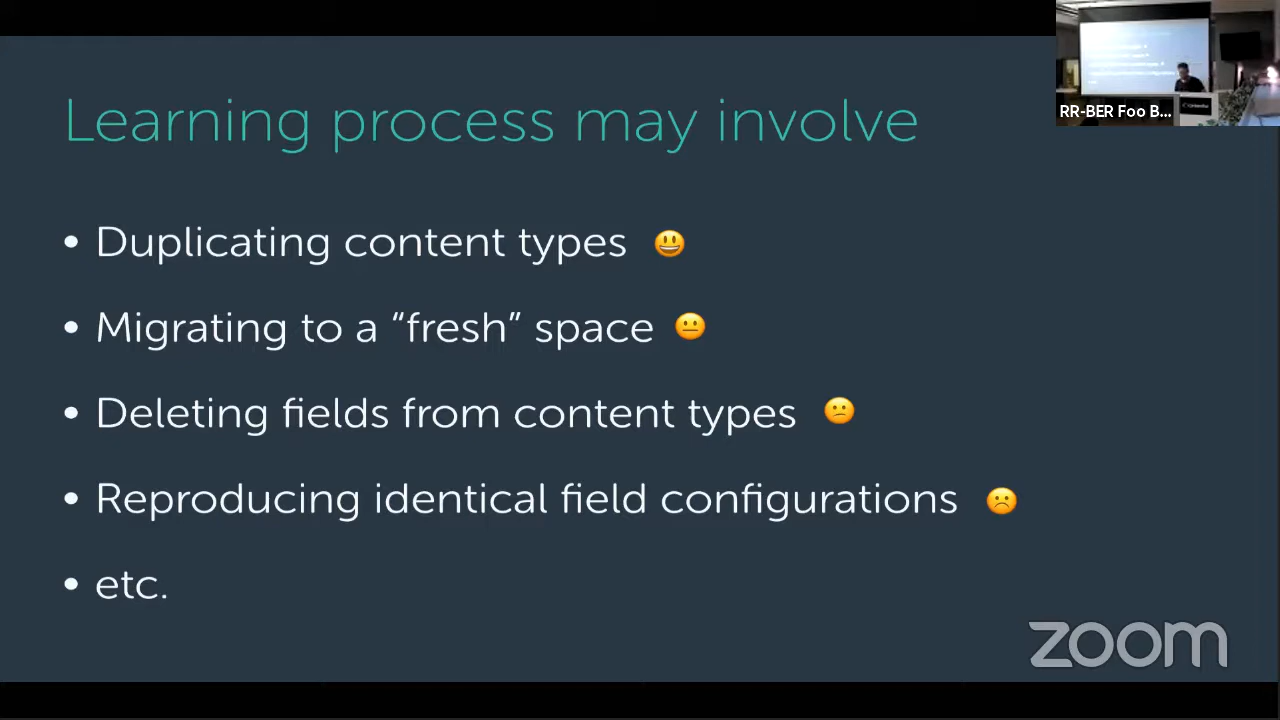 Learning process may involve
• Duplicating content types 😃
• Migrating to a “fresh” space 😐
• Deleting fields from content types 😕
• Reproducing identical field configurations ☹️
• etc.
RR-BER Foo B...
zoom